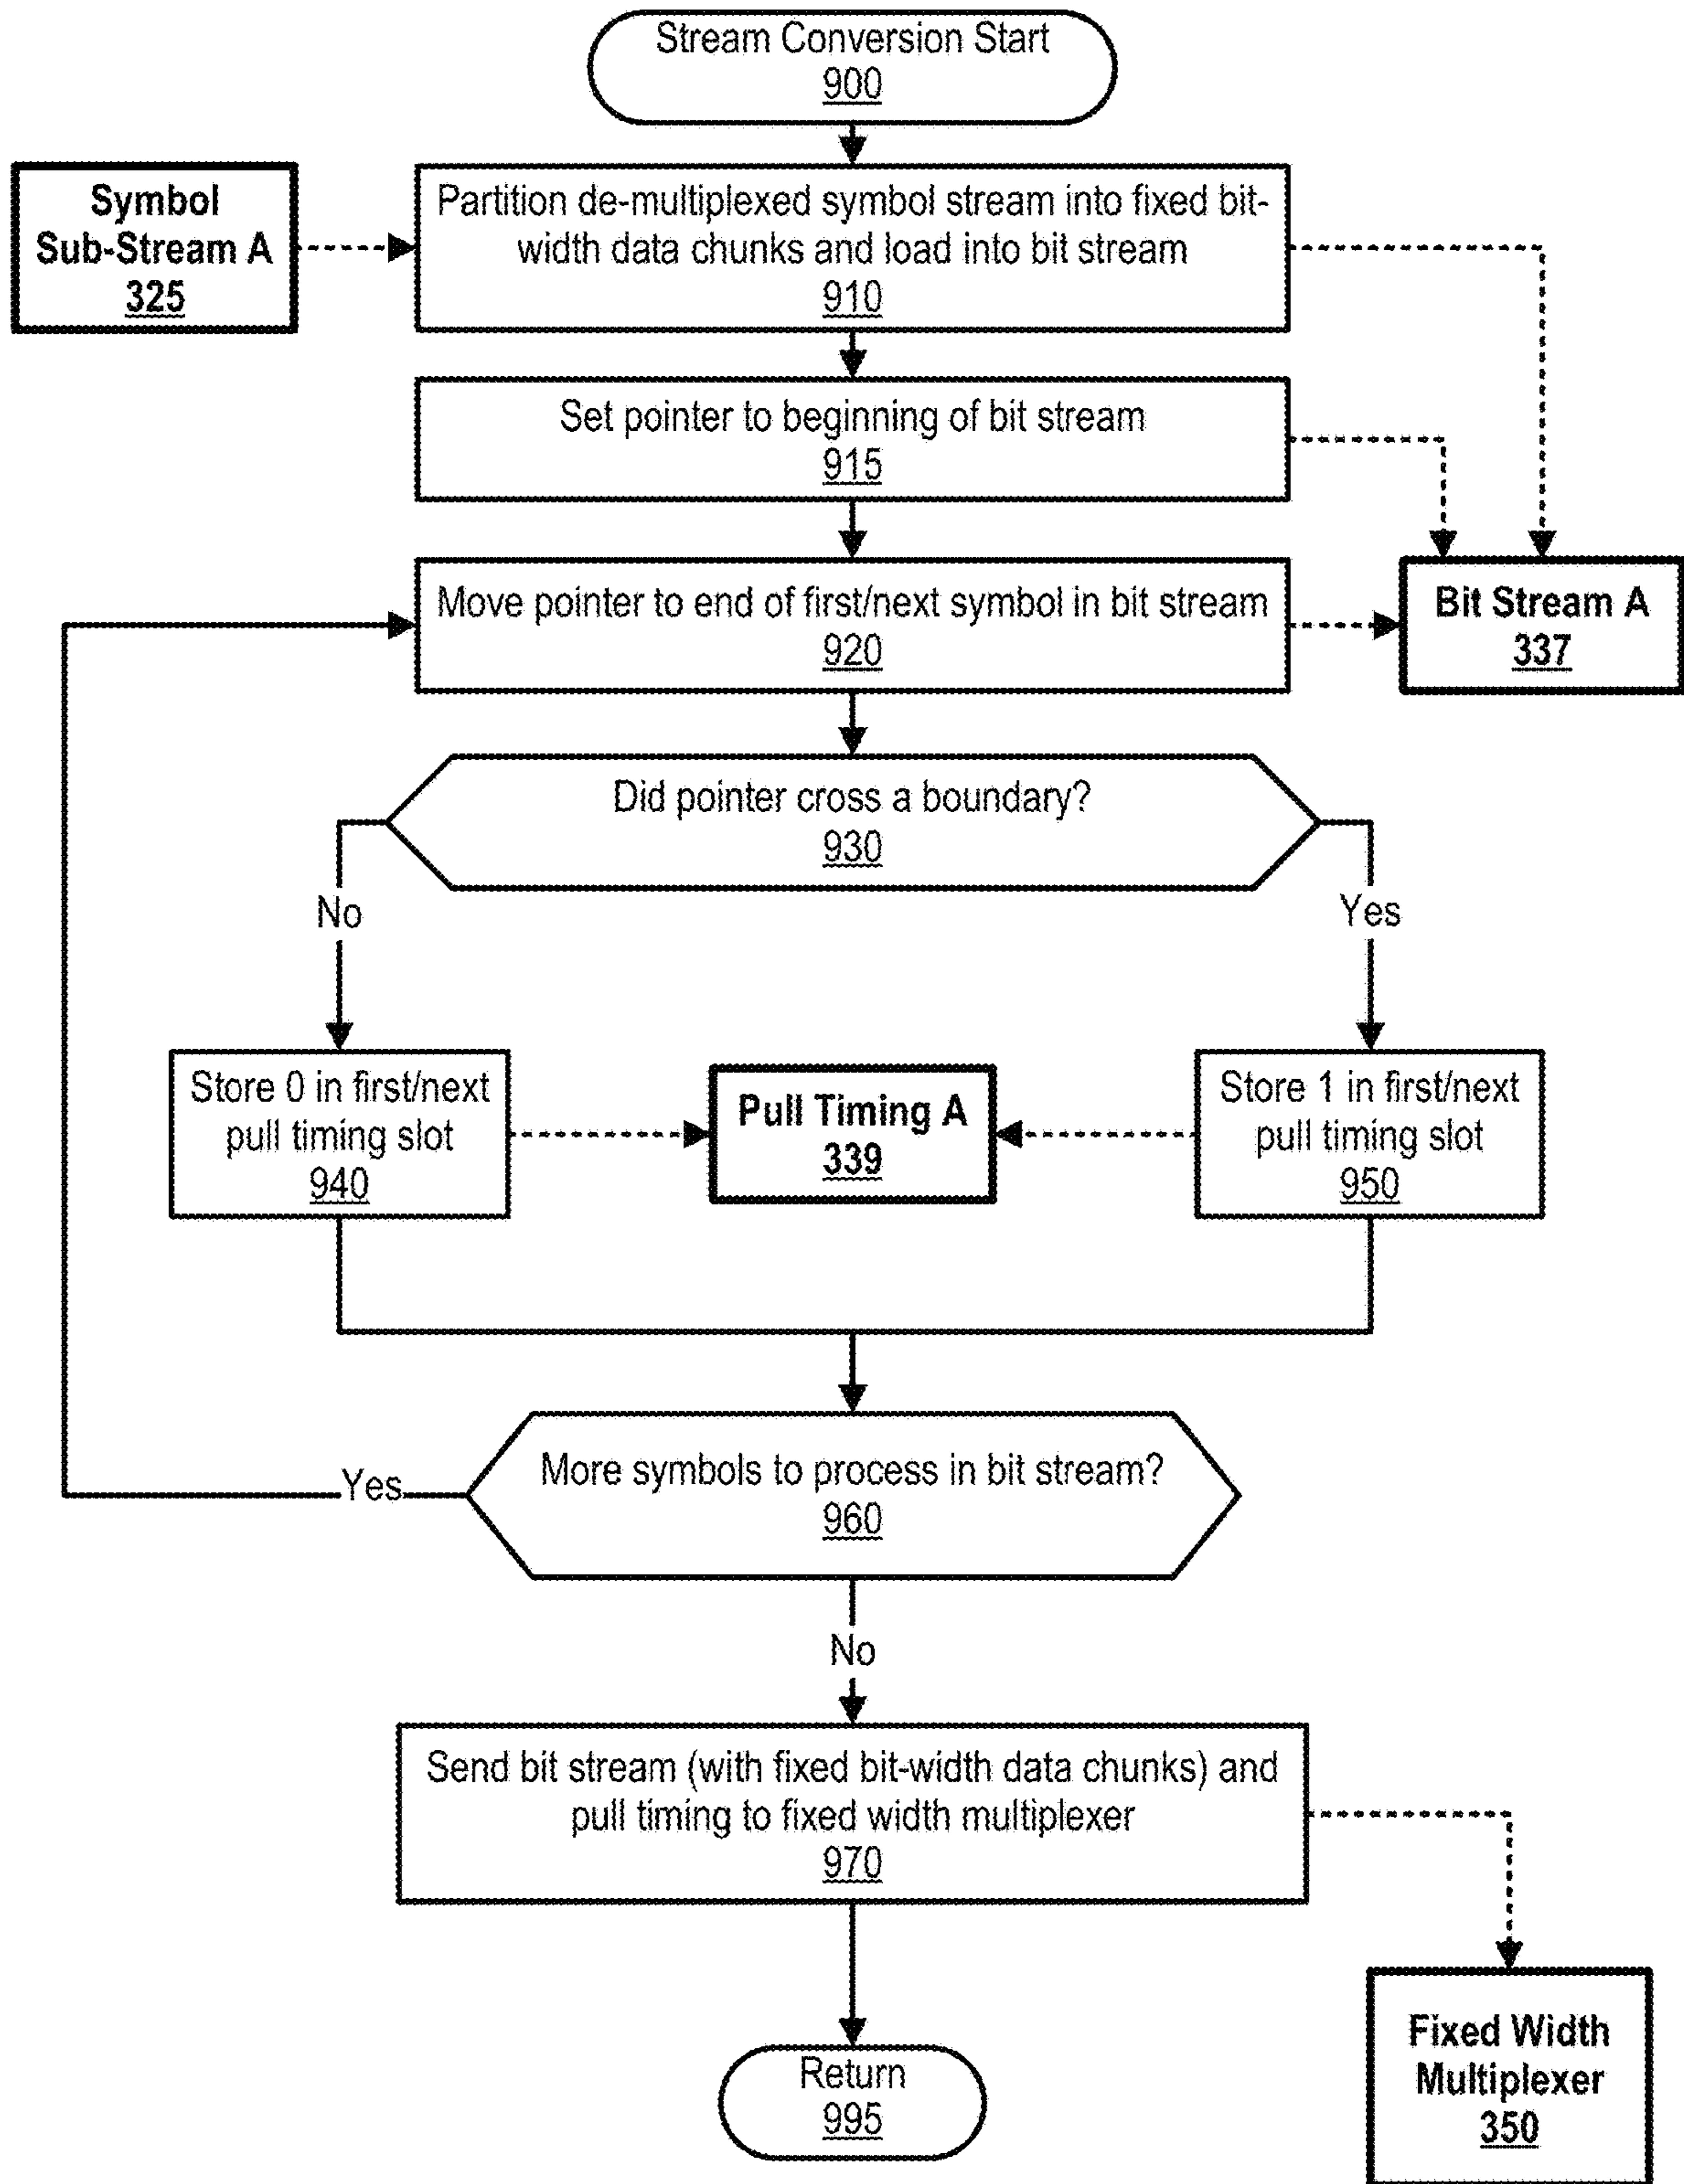 Stream Conversion Start
900
Symbol
Sub-Stream A
325
Partition de-multiplexed symbol stream into fixed bit-
width data chunks and load into bit stream
910
Set pointer to beginning of bit stream
915
Move pointer to end of first/next symbol in bit stream
920
Bit Stream A
337
Did pointer cross a boundary?
930
No
Yes
Store 0 in first/next
pull timing slot
940
Pull Timing A
339
Store 1 in first/next
pull timing slot
950
More symbols to process in bit stream?
960
Yes
No
Send bit stream (with fixed bit-width data chunks) and
pull timing to fixed width multiplexer
970
Return
995
Fixed Width
Multiplexer
350